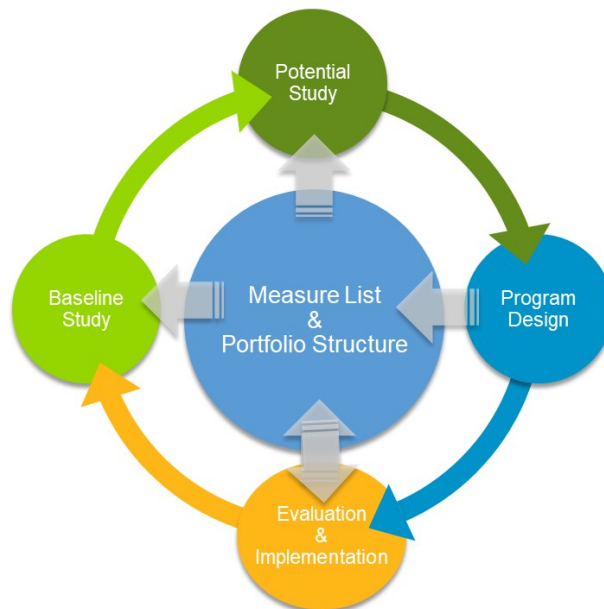 Potential
Study
Baseline
Study
Measure List
&
Portfolio Structure
Program
Design
Evaluation
&
Implementation